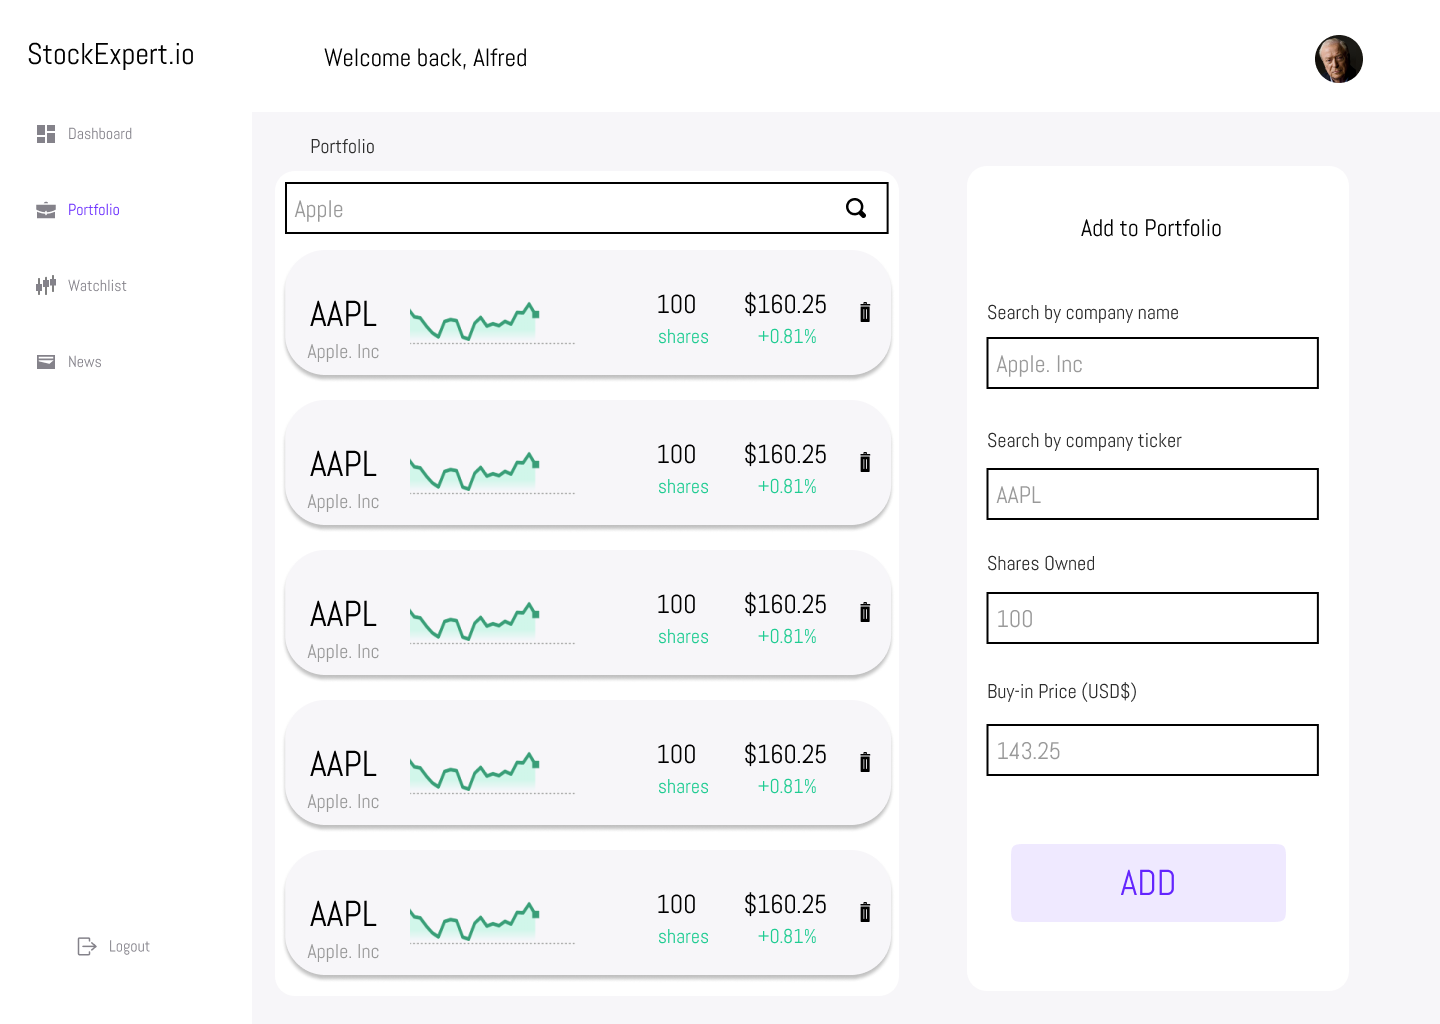 StockExpert.io
Welcome back, Alfred
Dashboard
Portfolio
Watchlist
News
Logout
Portfolio
Apple
AAPL
Apple. Inc
100
shares
$160.25
+0.81%
AAPL
Apple. Inc
100
shares
$160.25
+0.81%
AAPL
Apple. Inc
100
shares
$160.25
+0.81%
AAPL
Apple. Inc
100
shares
$160.25
+0.81%
AAPL
Apple. Inc
100
shares
$160.25
+0.81%
Add to Portfolio
Search by company name
Apple. Inc
Search by company ticker
AAPL
Shares Owned
100
Buy-in Price (USD$)
143.25
ADD